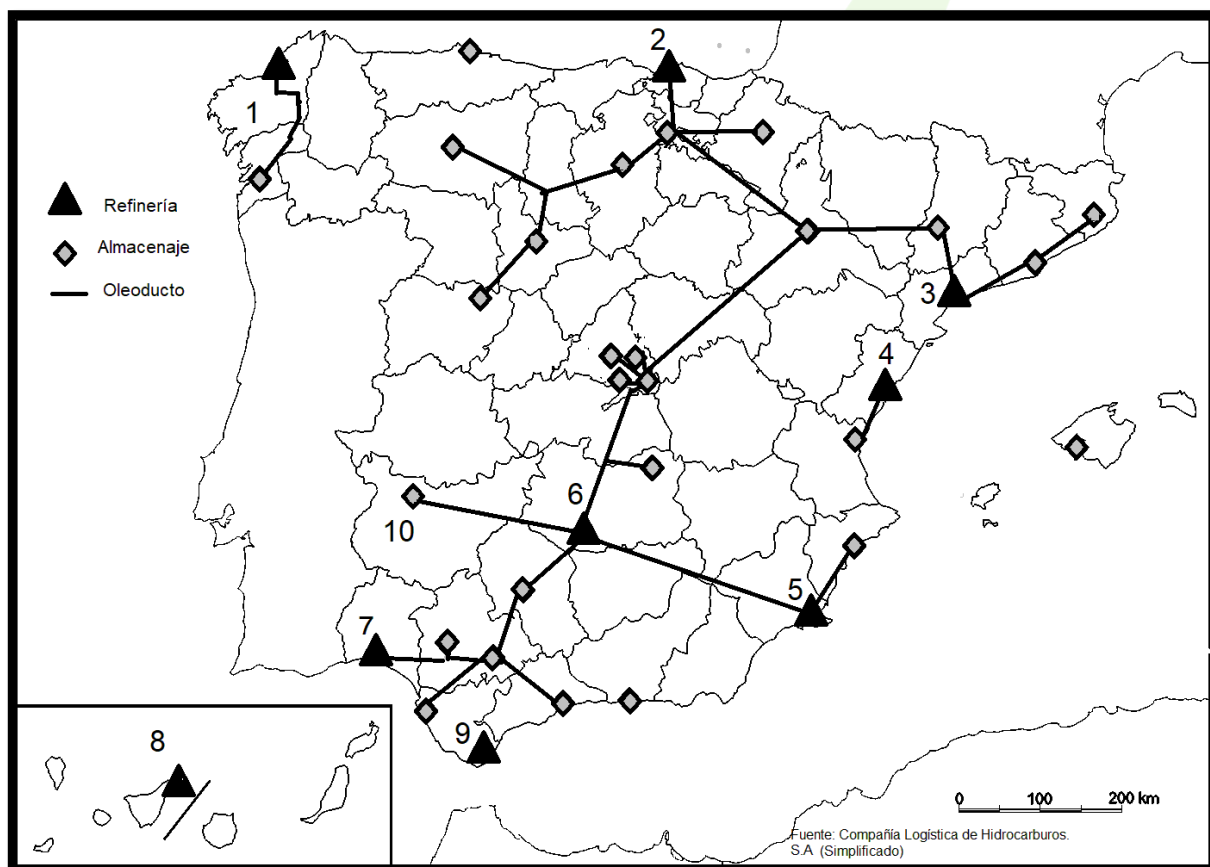 2
1
Refinería
Almacenaje
Oleoducto
3
4
6
10
5
7
9
8
0 100 200 km
Fuente: Compañía Logística de Hidrocarburos.
S.A (Simplificado)